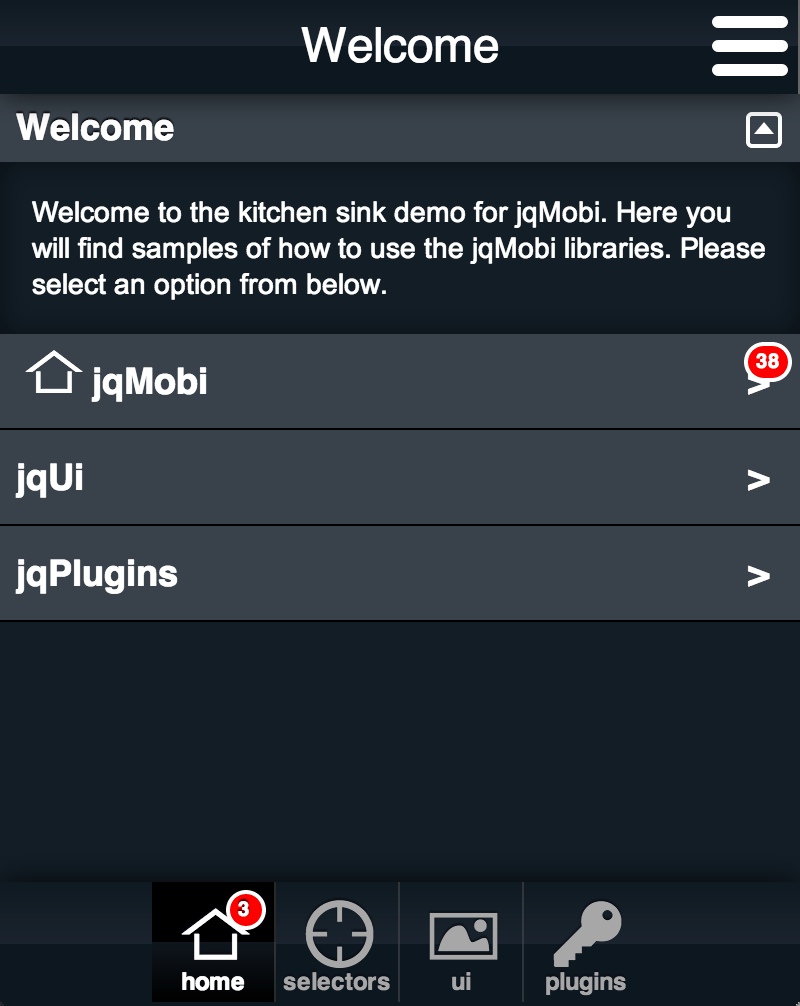 Welcome
Welcome
Welcome to the kitchen sink demo for jqMobi. Here you
will find samples of how to use the jqMobi libraries. Please
select an option from below.
jqMobi > 38
jqUi >
jqPlugins >
3
home selectors ui plugins